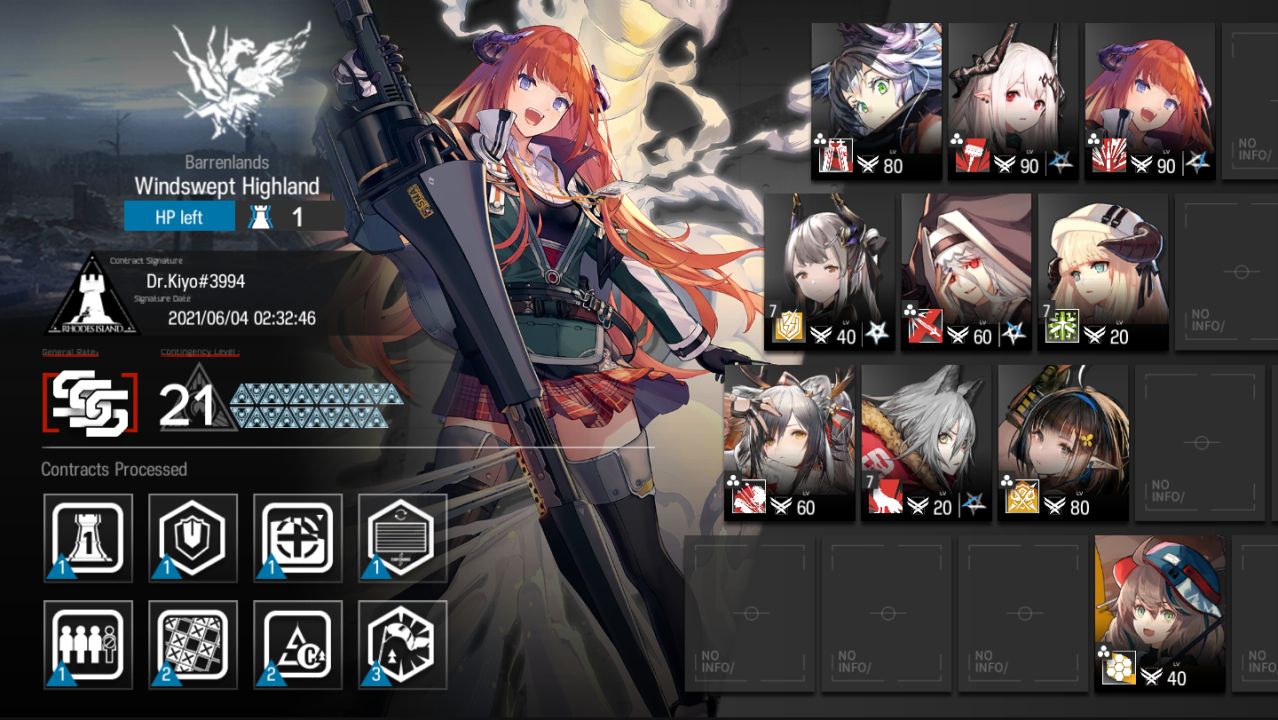 Barrenlands
Windswept Highland
HP left
1
Contract Signature
Dr.Kiyo#3994
Signature Date
2021/06/04 02:32:46
RHODES ISLAND
General Rate:
Contingency Level:
SSS
21
Contracts Processed
1
1
1
1
1
1
2
2
3
LV
80
LV
90
LV
90
NO
INFO/
7
LV
40
LV
60
7
LV
20
NO
INFO/
LV
60
7
LV
20
LV
80
NO
INFO/
NO
INFO/
NO
INFO/
NO
INFO/
LV
40
NO
INFO